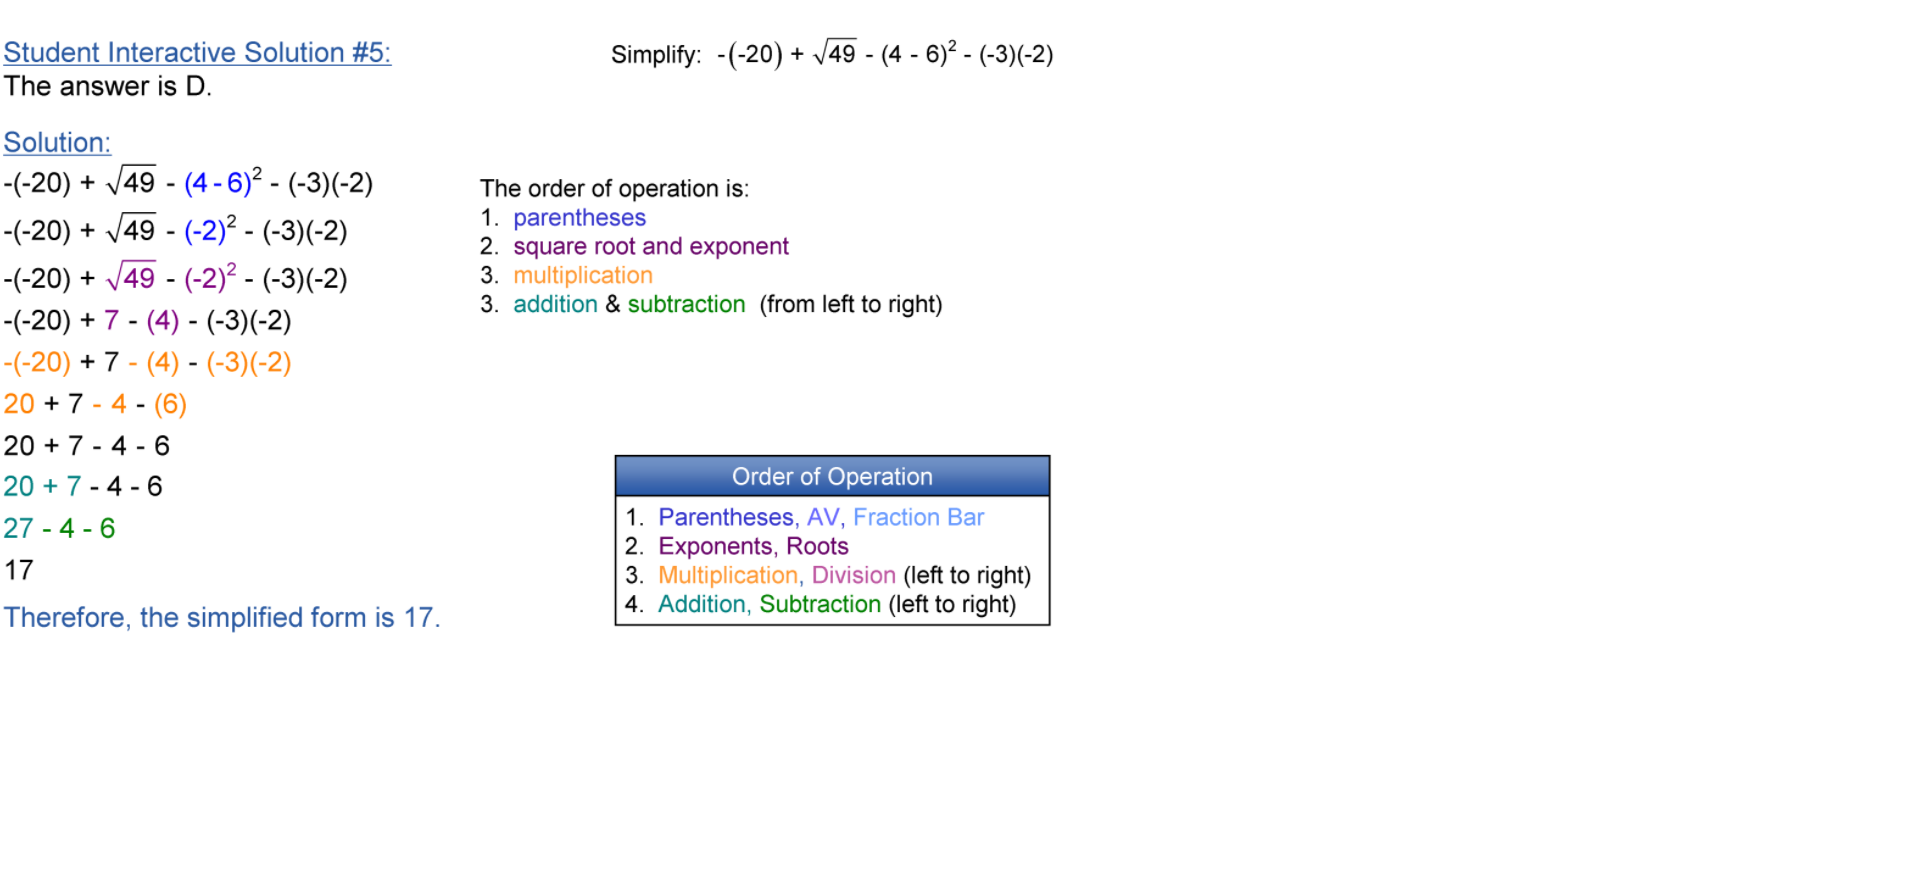 Student Interactive Solution #5:
The answer is D.
Simplify: -(-20) + √49 - (4 - 6)² - (-3)(-2)
Solution:
-(-20) + √49 - (4 - 6)² - (-3)(-2)
-(-20) + √49 - (-2)² - (-3)(-2)
-(-20) + √49 - (-2)² - (-3)(-2)
-(-20) + 7 - (4) - (-3)(-2)
-(-20) + 7 - (4) - (-3)(-2)
20 + 7 - 4 - (6)
20 + 7 - 4 - 6
20 + 7 - 4 - 6
27 - 4 - 6
17
Therefore, the simplified form is 17.
The order of operation is:
1. parentheses
2. square root and exponent
3. multiplication
3. addition & subtraction (from left to right)
Order of Operation
1. Parentheses, AV, Fraction Bar
2. Exponents, Roots
3. Multiplication, Division (left to right)
4. Addition, Subtraction (left to right)